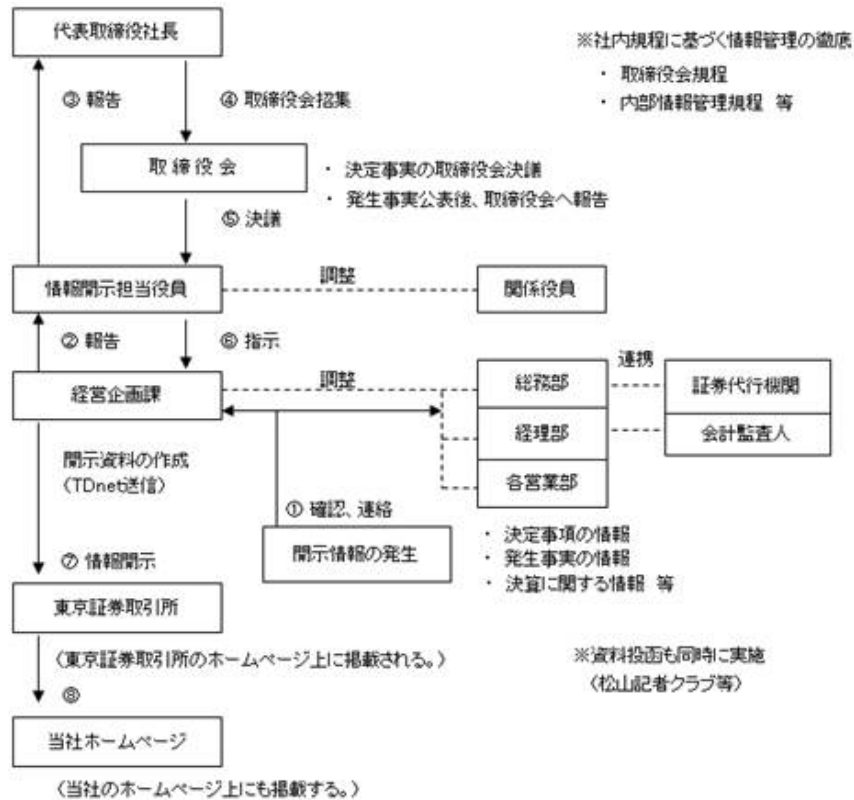 代表取締役社長
※社内規程に基づく情報管理の徹底
・ 取締役会規程
・ 内部情報管理規程 等
③ 報告
④ 取締役会招集
取 締 役 会
・ 決定事実の取締役会決議
・ 発生事実公表後、取締役会へ報告
⑤ 決議
情報開示担当役員
調整
関係役員
② 報告
⑥ 指示
経営企画課
調整
総務部
経理部
各営業部
連携
証券代行機関
会計監査人
開示資料の作成
(TDnet送信)
① 確認、連絡
開示情報の発生
・ 決定事項の情報
・ 発生事実の情報
・ 決算に関する情報 等
⑦ 情報開示
東京証券取引所
(東京証券取引所のホームページ上に掲載される。)
※資料投函も同時に実施
(松山記者クラブ等)
⑧
当社ホームページ
(当社のホームページ上にも掲載する。)